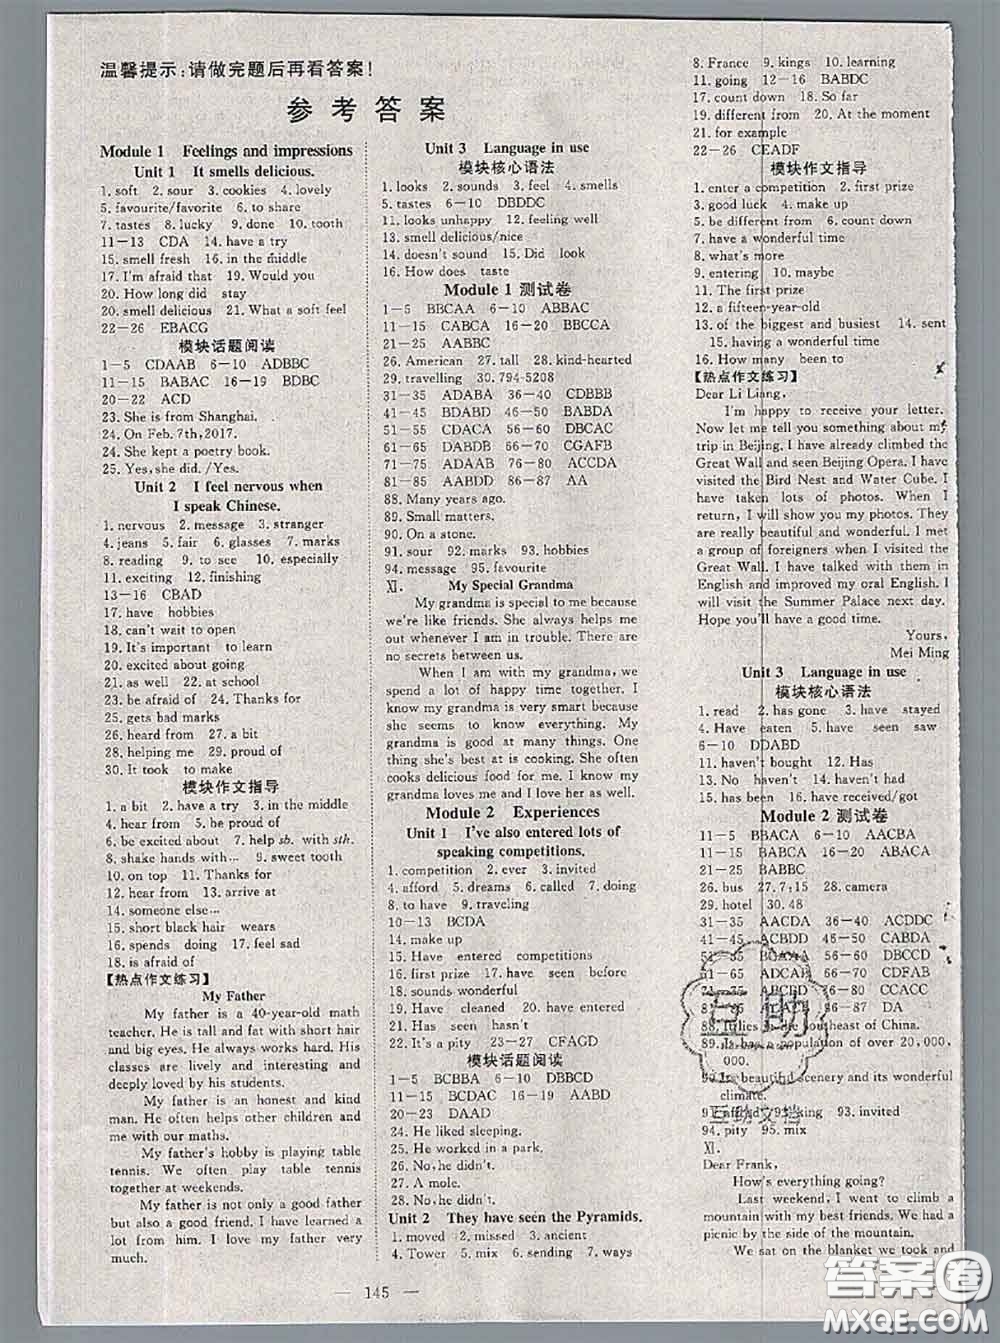 温馨提示:请做完题后再看答案!
参考答案
Module 1 Feelings and impressions
Unit 1 It smells delicious.
1. soft 2. sour 3. cookies 4. lovely
5. favourite/favorite 6. to share
7. tastes 8. lucky 9. done 10. tooth
11-13 CDA 14. have a try
15. smell fresh 16. in the middle
17. I'm afraid that 19. Would you
20. How long did stay
20. smell delicious 21. What a soft feel
22-26 EBACG
模块话题阅读
1-5 CDAAB 6-10 ADBBC
11-15 BABAC 16-19 BDBC
20-22 ACD
23. She is from Shanghai.
24. On Feb. 7th, 2017.
24. She kept a poetry book.
25. Yes, she did. /Yes.
Unit 2 I feel nervous when
I speak Chinese.
1. nervous 2. message 3. stranger
4. jeans 5. fair 6. glasses 7. marks
8. reading 9. to see 10. especially
11. exciting 12. finishing
13-16 CBAD
17. have hobbies
18. can't wait to open
19. It's important to learn
20. excited about going
21. as well 22. at school
23. be afraid of 24. Thanks for
25. gets bad marks
26. heard from 27. a bit
28. helping me 29. proud of
30. It took to make
模块作文指导
1. a bit 2. have a try 3. in the middle
4. hear from 5. be proud of
6. be excited about 7. help sb. with sth.
8. shake hands with... 9. sweet tooth
10. on top 11. Thanks for
12. hear from 13. arrive at
14. someone else...
15. short black hair wears
16. spends doing 17. feel sad
18. is afraid of
【热点作文练习】
My Father
My father is a 40-year-old math
teacher. He is tall and fat with short hair
and big eyes. He always works hard. His
classes are lively and interesting and
deeply loved by his students.
My father is an honest and kind
man. He often helps other children and
me with our maths.
My father's hobby is playing table
tennis. We often play table tennis
together at weekends.
My father is not only a good father
but also a good friend. I have learned a
lot from him. I love my father very
much.
Unit 3 Language in use
模块核心语法
1. looks 2. sounds 3. feel 4. smells
5. tastes 6-10 DBDDC
11. looks unhappy 12. feeling well
13. smell delicious/nice
14. doesn't sound 15. Did look
16. How does taste
Module 1 测试卷
1-5 BBCAA 6-10 ABBAC
11-15 CABCA 16-20 BBCCA
21-25 AABBC
26. American 27. tall 28. kind-hearted
29. travelling 30. 794-5208
31-35 ADABA 36-40 CDBBB
41-45 BDABD 46-50 BABDA
51-55 CDACA 56-60 DBCAC
61-65 DABDB 66-70 CGAFB
71-75 ADAAB 76-80 ACCDA
81-85 AABDD 86-87 AA
88. Many years ago.
89. Small matters.
90. On a stone.
91. sour 92. marks 93. hobbies
94. message 95. favourite
Ⅺ.
My Special Grandma
My grandma is special to me because
we're like friends. She always helps me
out whenever I am in trouble. There are
no secrets between us.
When I am with my grandma, we
spend a lot of happy time together. I
know my grandma is very smart because
she seems to know everything. My
grandma is good at many things. One
thing she's best at is cooking. She often
cooks delicious food for me. I know my
grandma loves me and I love her as well.
Module 2 Experiences
Unit 1 I've also entered lots of
speaking competitions.
1. competition 2. ever 3. invited
4. afford 5. dreams 6. called 7. doing
8. to have 9. traveling
10-13 BCDA
14. make up
15. Have entered competitions
16. first prize 17. have seen before
18. sounds wonderful
19. Have cleaned 20. have entered
21. Has seen hasn't
22. It's a pity 23-27 CFAGD
模块话题阅读
1-5 BCBBA 6-10 DBBCD
11-15 BCDAC 16-19 AABD
20-23 DAAD
24. He liked sleeping.
25. He worked in a park.
26. No, he didn't.
27. A mole.
28. No, he didn't.
Unit 2 They have seen the Pyramids.
1. moved 2. missed 3. ancient
4. Tower 5. mix 6. sending 7. ways
8. France 9. kings 10. learning
11. going 12-16 BABDC
17. count down 18. So far
19. different from 20. At the moment
21. for example
22-26 CEADF
模块作文指导
1. enter a competition 2. first prize
3. good luck 4. make up
5. be different from 6. count down
7. have a wonderful time
8. what's more
9. entering 10. maybe
11. The first prize
12. a fifteen-year-old
13. of the biggest and busiest 14. sent
15. having a wonderful time
16. How many been to
【热点作文练习】
Dear Li Liang,
I'm happy to receive your letter.
Now let me tell you something about my
trip in Beijing. I have already climbed the
Great Wall and seen Beijing Opera. I have
visited the Bird Nest and Water Cube. I
have taken lots of photos. When I
return, I will show you my photos. They
are really beautiful and wonderful. I met
a group of foreigners when I visited the
Great Wall. I have talked with them in
English and improved my oral English. I
will visit the Summer Palace next day.
Hope you'll have a good time.
Yours,
Mei Ming
Unit 3 Language in use
模块核心语法
1. read 2. has gone 3. have stayed
4. Have eaten 5. have seen saw
6-10 DDABD
11. haven't bought 12. Has
13. No haven't 14. haven't had
15. have been 16. have received/got
Module 2 测试卷
11-5 BBACA 6-10 AACBA
11-15 BABCA 16-20 ABACA
21-25 BABBC
26. bus 27. 7:15 28. camera
29. hotel 30. 48
31-35 AACDA 36-40 ACDDC
41-45 ACBDD 46-50 CABDA
51-55 56-60 DBCCD
61-65 ADCAB 66-70 CDFAB
71-75 76-80 CCACC
81-85 86-87 DA
88. It lies in the southeast of China.
89. It has a population of over 20,000,
000.
90. Its beautiful scenery and its wonderful
climate.
91. afford 92. king 93. invited
94. pity 95. mix
Ⅺ.
Dear Frank,
How's everything going?
Last weekend, I went to climb a
mountain with my best friends. We had a
picnic by the side of the mountain.
We sat on the blanket we took and
— 145 —
互助
互助文档
答案圈
MXQE.COM